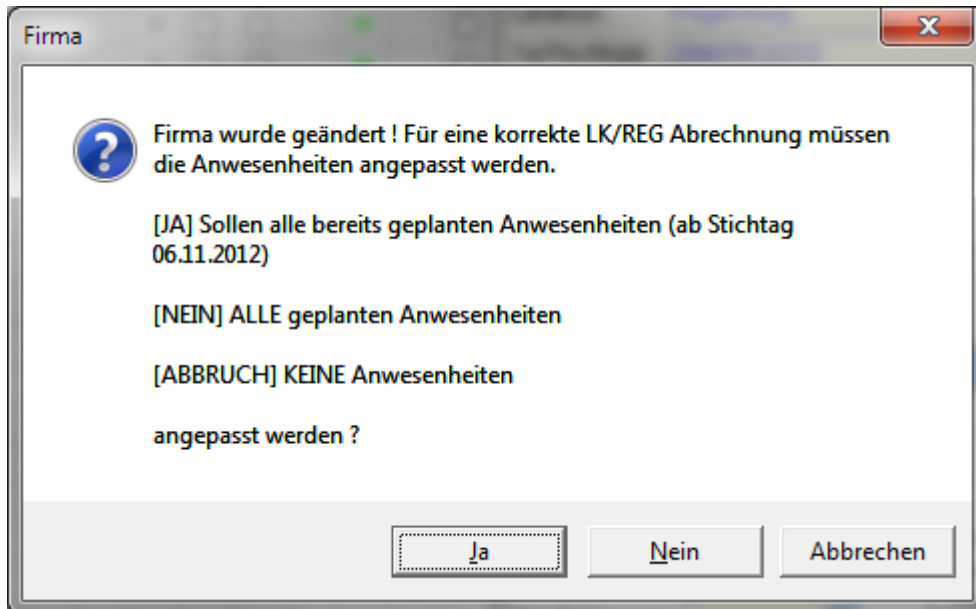 Firma
Firma wurde geändert ! Für eine korrekte LK/REG Abrechnung müssen
die Anwesenheiten angepasst werden.
[JA] Sollen alle bereits geplanten Anwesenheiten (ab Stichtag
06.11.2012)
[NEIN] ALLE geplanten Anwesenheiten
[ABBRUCH] KEINE Anwesenheiten
angepasst werden ?
Ja
Nein
Abbrechen